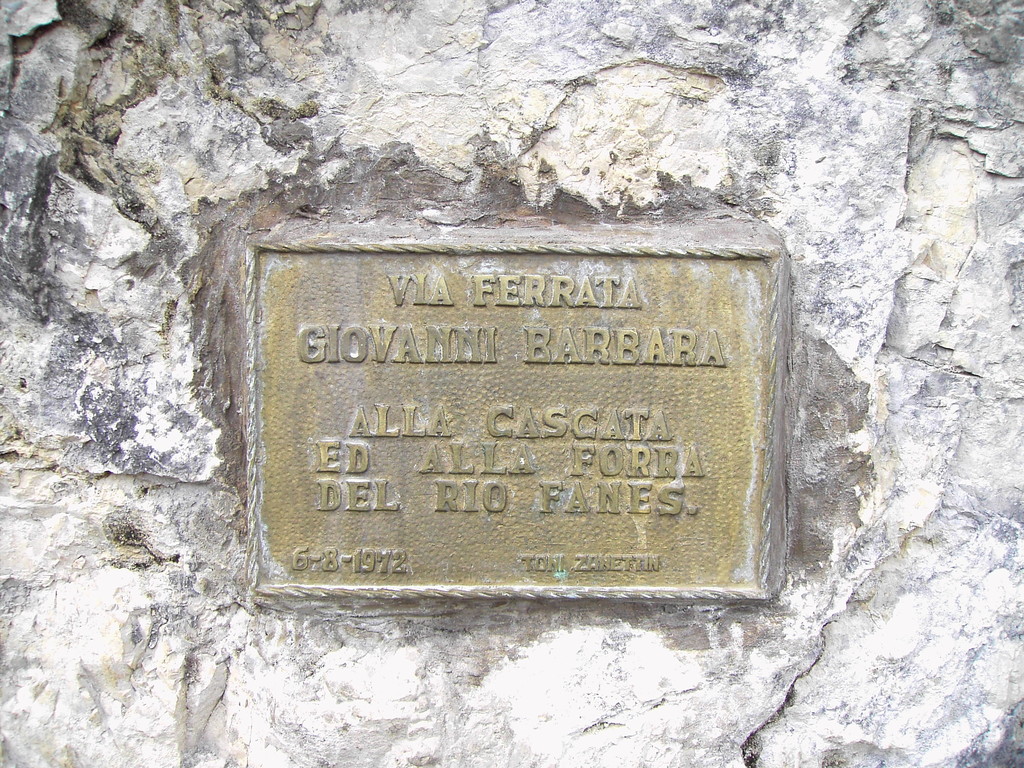 VIA FERRATA
GIOVANNI BARBARA
ALLA CASCATA
ED ALLA FORRA
DEL RIO FANES.
6-8-1972 TONI ZANETTIN